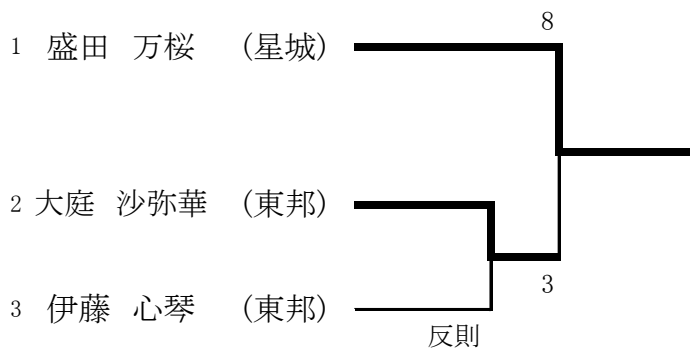 8
1 盛田 万桜 (星城)
2 大庭 沙弥華 (東邦)
3
3 伊藤 心琴 (東邦)
反則